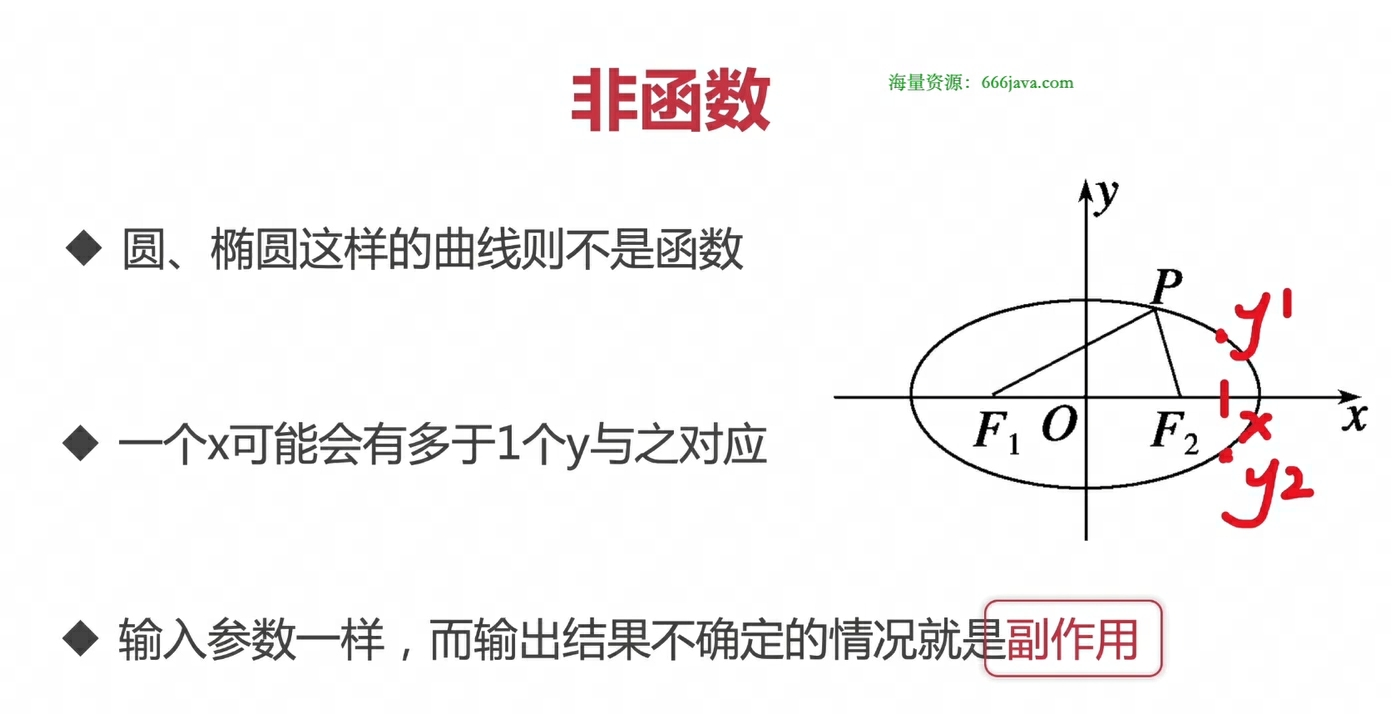 非函数
海量资源：666java.com
◆ 圆、椭圆这样的曲线则不是函数
◆ 一个x可能会有多于1个y与之对应
◆ 输入参数一样，而输出结果不确定的情况就是副作用
y
P
y1
F1 O F2 x
x
y2